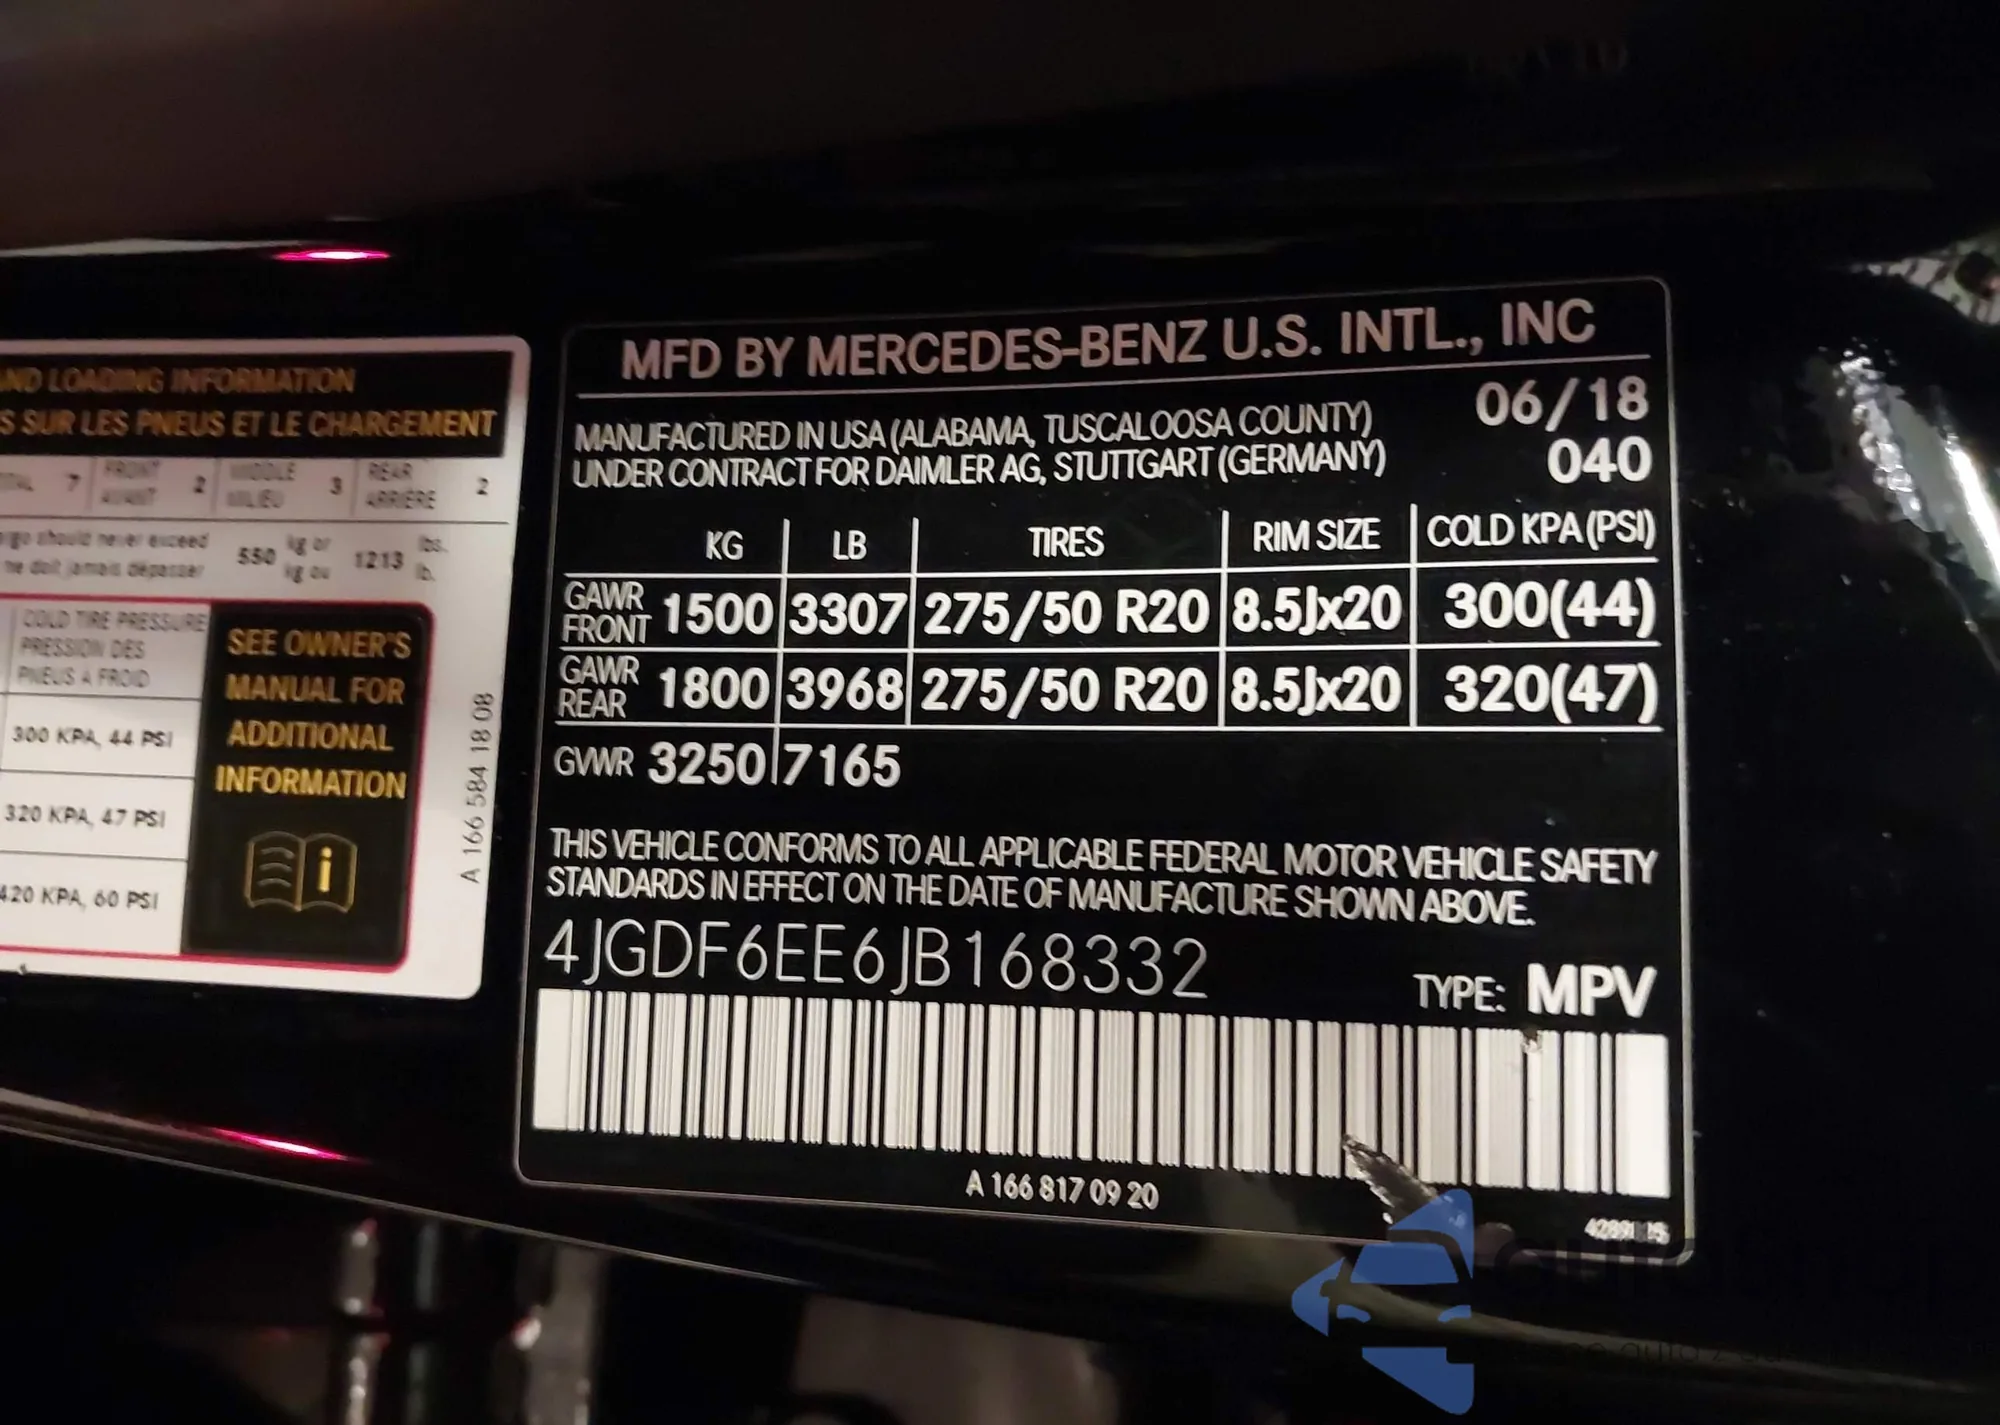 AND LOADING INFORMATION
S SUR LES PNEUS ET LE CHARGEMENT
7 FRONT AVANT 2 MIDDLE MILIEU 3 REAR ARRIÈRE 2
should never exceed 550 kg or 1213 lbs.
ne doit jamais dépasser kg ou lb.
COLD TIRE PRESSURE
PRESSION DES
PNEUS A FROID
300 KPA, 44 PSI
320 KPA, 47 PSI
420 KPA, 60 PSI
SEE OWNER'S
MANUAL FOR
ADDITIONAL
INFORMATION
A 166 584 18 08
MFD BY MERCEDES-BENZ U.S. INTL., INC
MANUFACTURED IN USA (ALABAMA, TUSCALOOSA COUNTY) 06/18
UNDER CONTRACT FOR DAIMLER AG, STUTTGART (GERMANY) 040
KG LB TIRES RIM SIZE COLD KPA (PSI)
GAWR FRONT 1500 3307 275/50 R20 8.5Jx20 300(44)
GAWR REAR 1800 3968 275/50 R20 8.5Jx20 320(47)
GVWR 3250 7165
THIS VEHICLE CONFORMS TO ALL APPLICABLE FEDERAL MOTOR VEHICLE SAFETY
STANDARDS IN EFFECT ON THE DATE OF MANUFACTURE SHOWN ABOVE.
4JGDF6EE6JB168332
TYPE: MPV
A 166 817 09 20